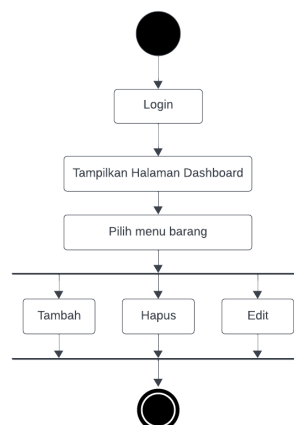 Login
Tampilkan Halaman Dashboard
Pilih menu barang
Tambah
Hapus
Edit